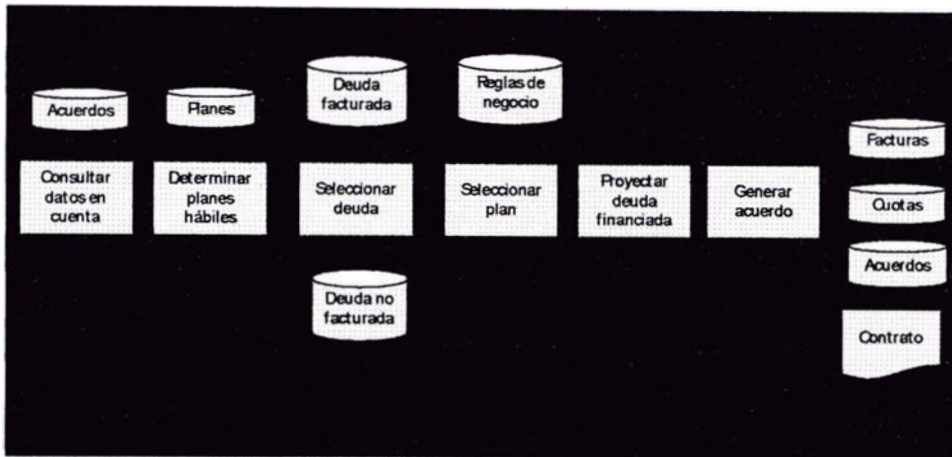 Acuerdos
Planes
Deuda
facturada
Reglas de
negocio
Consultar
datos en
cuenta
Determinar
planes
hábiles
Seleccionar
deuda
Seleccionar
plan
Proyectar
deuda
financiada
Generar
acuerdo
Facturas
Cuotas
Acuerdos
Contrato
Deuda no
facturada